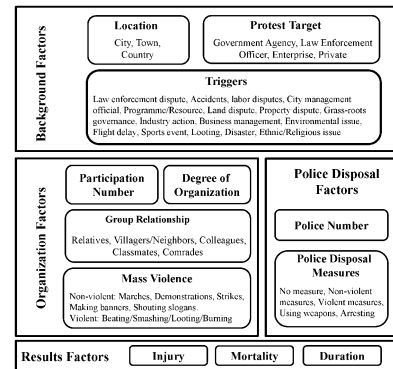 Background Factors
Location
City, Town,
Country
Protest Target
Government Agency, Law Enforcement
Officer, Enterprise, Private
Triggers
Law enforcement dispute, Accidents, labor disputes, City management
official, Programme/Resource, Land dispute, Property dispute, Grass-roots
governance, Industry action, Business management, Environmental issue,
Flight delay, Sports event, Looting, Disaster, Ethnic/Religious issue
Organization Factors
Participation
Number
Degree of
Organization
Group Relationship
Relatives, Villagers/Neighbors, Colleagues,
Classmates, Comrades
Mass Violence
Non-violent: Marches, Demonstrations, Strikes,
Making banners, Shouting slogans.
Violent: Beating/Smashing/Looting/Burning
Police Disposal
Factors
Police Number
Police Disposal
Measures
No measure, Non-violent
measures, Violent measures,
Using weapons, Arresting
Results Factors
Injury
Mortality
Duration